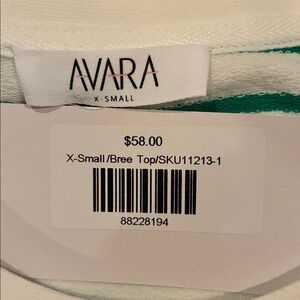 AVARA
X-SMALL
$58.00
X-Small/Bree Top/SKU11213-1
88228194